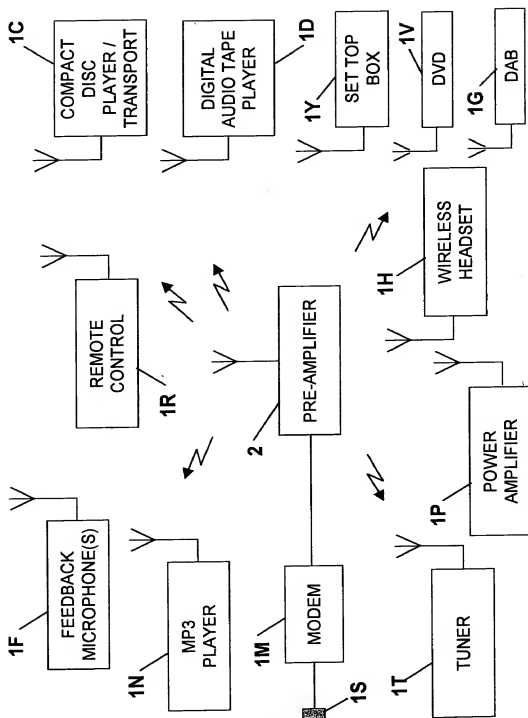 1C
COMPACT
DISC
PLAYER /
TRANSPORT
1D
DIGITAL
AUDIO TAPE
PLAYER
1Y
SET TOP
BOX
1V
DVD
1G
DAB
REMOTE
CONTROL
1R
2
PRE-AMPLIFIER
1H
WIRELESS
HEADSET
1F
FEEDBACK
MICROPHONE(S)
1N
MP3
PLAYER
1M
MODEM
1S
1T
TUNER
1P
POWER
AMPLIFIER